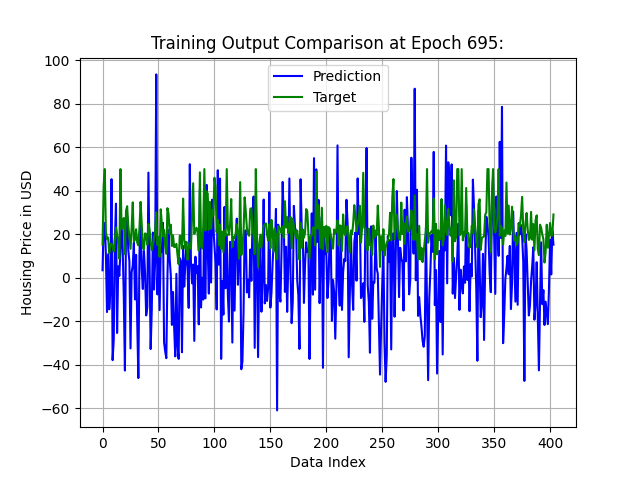 Training Output Comparison at Epoch 695:
Prediction
Target
Housing Price in USD
100
80
60
40
20
0
−20
−40
−60
0 50 100 150 200 250 300 350 400
Data Index